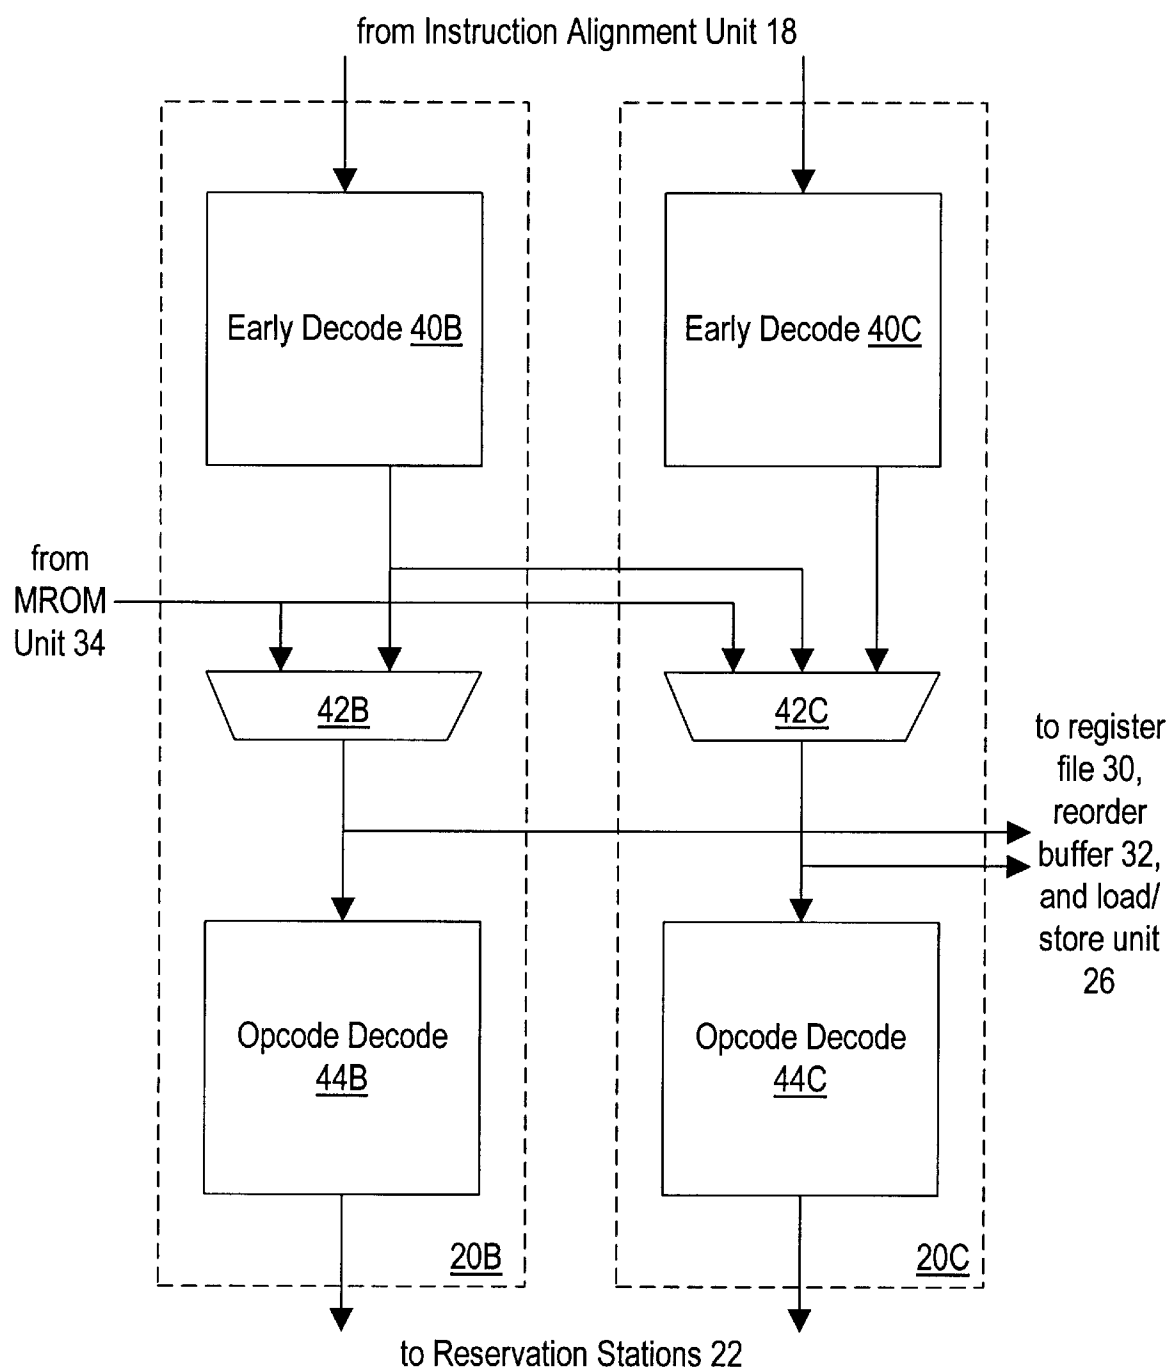 from Instruction Alignment Unit 18
Early Decode 40B
Early Decode 40C
from
MROM
Unit 34
42B
42C
to register
file 30,
reorder
buffer 32,
and load/
store unit
26
Opcode Decode
44B
Opcode Decode
44C
20B
20C
to Reservation Stations 22